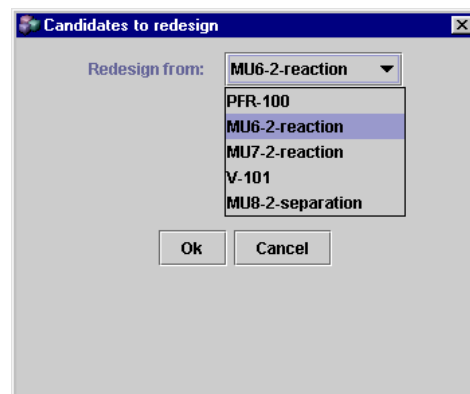 Candidates to redesign
Redesign from: MU6-2-reaction
PFR-100
MU6-2-reaction
MU7-2-reaction
V-101
MU8-2-separation
Ok Cancel